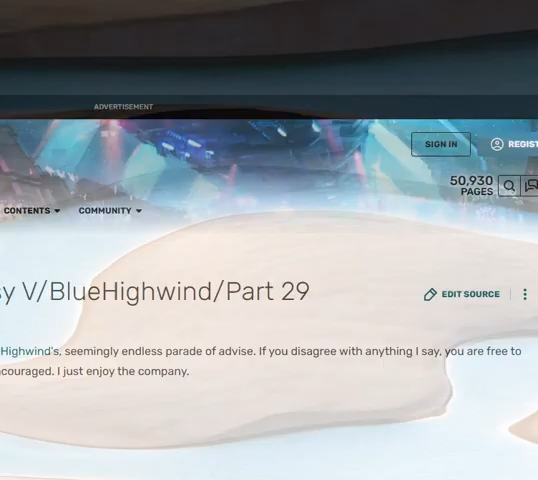 ADVERTISEMENT
SIGN IN
REGIST
50,930
PAGES
CONTENTS
COMMUNITY
sy V/BlueHighwind/Part 29
EDIT SOURCE
Highwind's, seemingly endless parade of advise. If you disagree with anything I say, you are free to
couraged. I just enjoy the company.